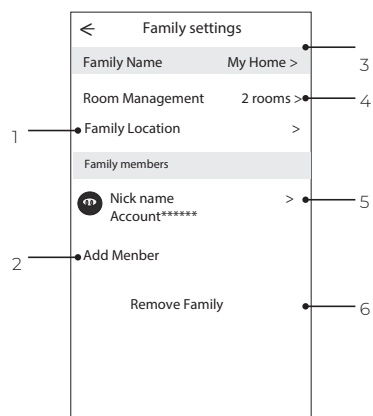 Family settings
Family Name My Home >
3
Room Management 2 rooms >
4
1
Family Location >
Family members
Nick name >
5
Account******
2
Add Menber
Remove Family
6